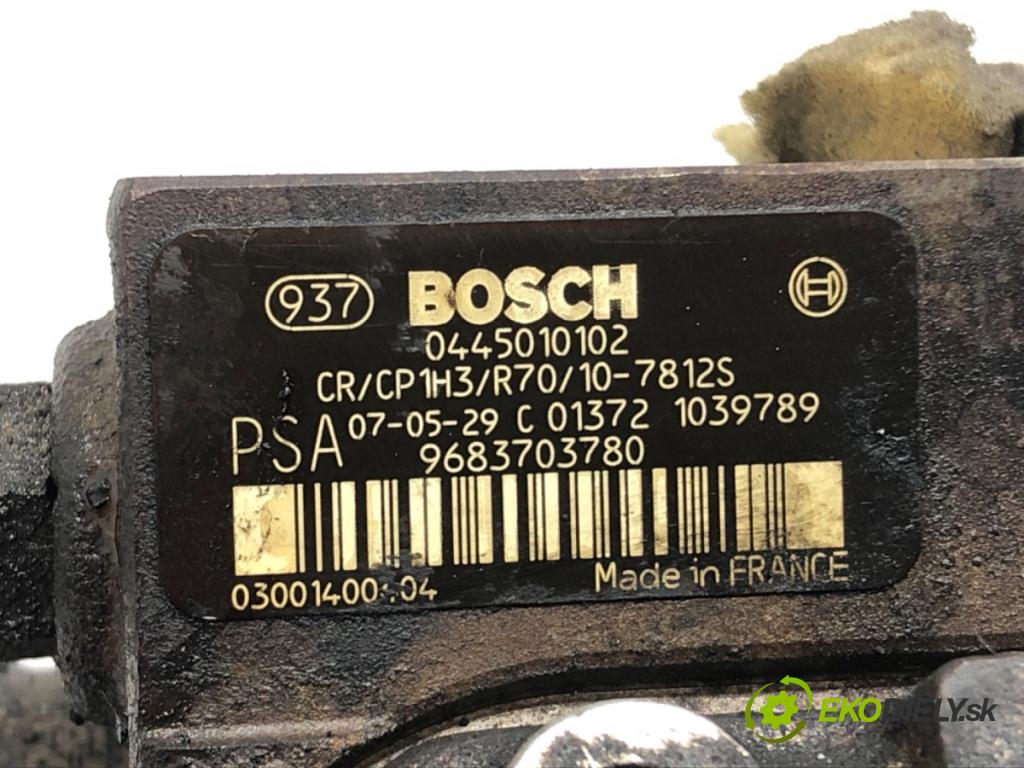 937 BOSCH
0445010102
CR/CP1H3/R70/10-7812S
PSA 07-05-29 C 01372 1039789
9683703780
Made in FRANCE
EKODIELY.sk